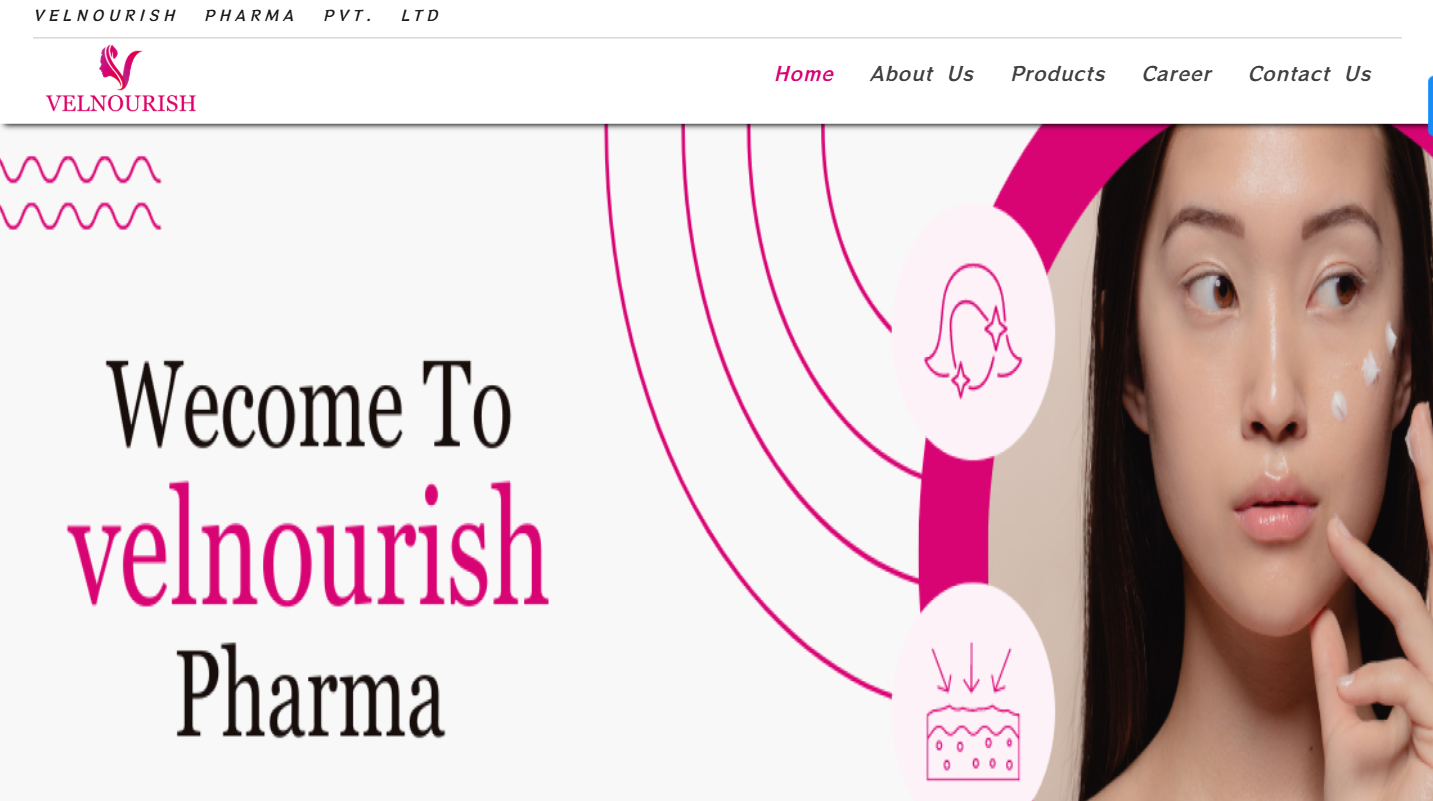 VELNOURISH PHARMA PVT. LTD
VELNOURISH
Home About Us Products Career Contact Us
Wecome To
velnourish
Pharma